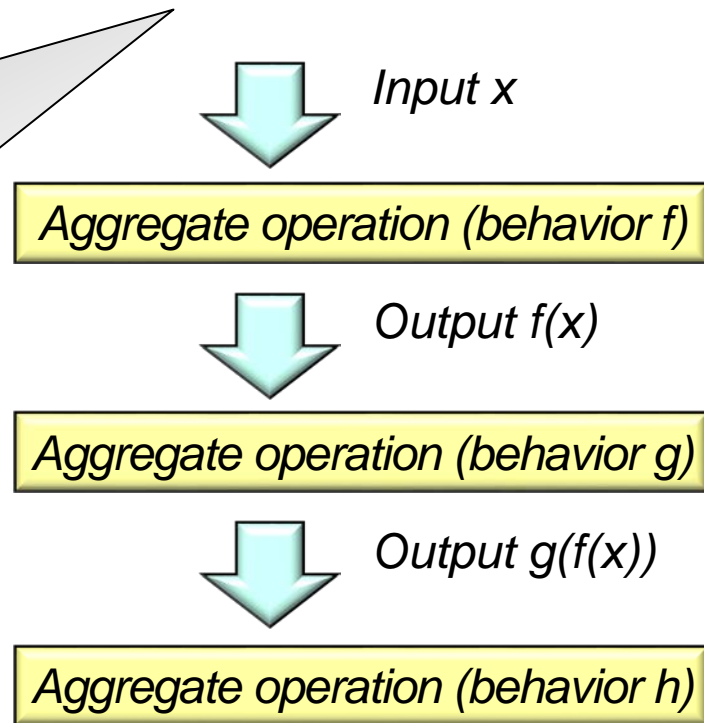 Input x
Aggregate operation (behavior f)
Output f(x)
Aggregate operation (behavior g)
Output g(f(x))
Aggregate operation (behavior h)